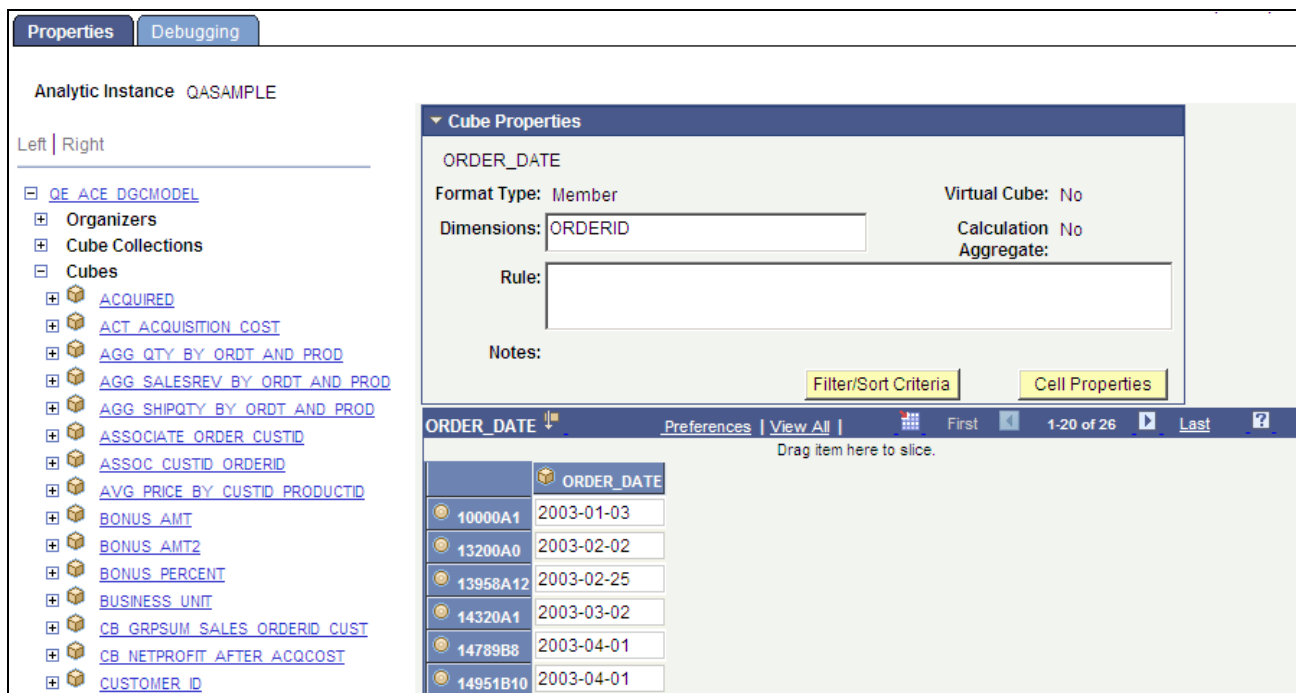 Properties
Debugging
Analytic Instance QASAMPLE
Left | Right
QE_ACE_DGCMODEL
Organizers
Cube Collections
Cubes
ACQUIRED
ACT_ACQUISITION_COST
AGG_QTY_BY_ORDT_AND_PROD
AGG_SALESREV_BY_ORDT_AND_PROD
AGG_SHIPQTY_BY_ORDT_AND_PROD
ASSOCIATE_ORDER_CUSTID
ASSOC_CUSTID_ORDERID
AVG_PRICE_BY_CUSTID_PRODUCTID
BONUS_AMT
BONUS_AMT2
BONUS_PERCENT
BUSINESS_UNIT
CB_GRPSUM_SALES_ORDERID_CUST
CB_NETPROFIT_AFTER_ACQCOST
CUSTOMER_ID
Cube Properties
ORDER_DATE
Format Type: Member
Virtual Cube: No
Dimensions: ORDERID
Calculation Aggregate: No
Rule:
Notes:
Filter/Sort Criteria
Cell Properties
ORDER_DATE Preferences | View All | First 1-20 of 26 Last ?
Drag item here to slice.
ORDER_DATE
10000A1 2003-01-03
13200A0 2003-02-02
13958A12 2003-02-25
14320A1 2003-03-02
14789B8 2003-04-01
14951B10 2003-04-01